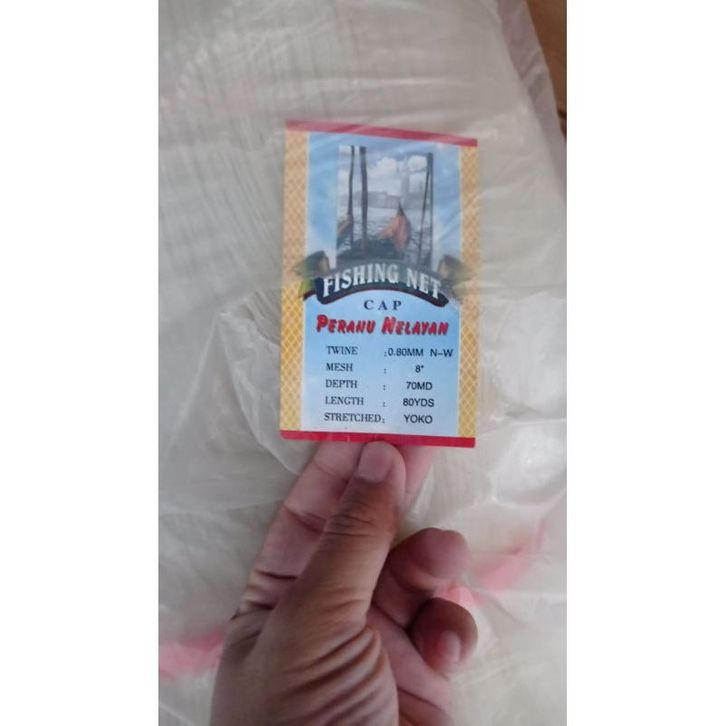 FISHING NET
CAP
PERAHU NELAYAN
TWINE :0.80MM N-W
MESH : 8"
DEPTH : 70MD
LENGTH : 80YDS
STRETCHED: YOKO